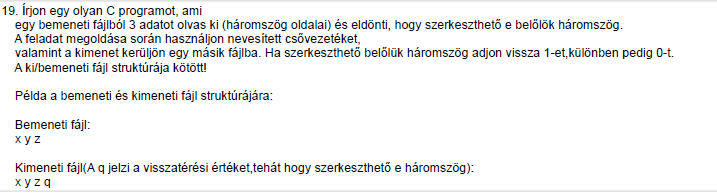 19. Írjon egy olyan C programot, ami
egy bemeneti fájlból 3 adatot olvas ki (háromszög oldalai) és eldönti, hogy szerkeszthető e belőlök háromszög.
A feladat megoldása során használjon nevesített csővezetéket,
valamint a kimenet kerüljön egy másik fájlba. Ha szerkeszthető belőlük háromszög adjon vissza 1-et,különben pedig 0-t.
A ki/bemeneti fájl struktúrája kötött!
Példa a bemeneti és kimeneti fájl struktúrájára:
Bemeneti fájl:
x y z
Kimeneti fájl(A q jelzi a visszatérési értéket,tehát hogy szerkeszthető e háromszög):
x y z q